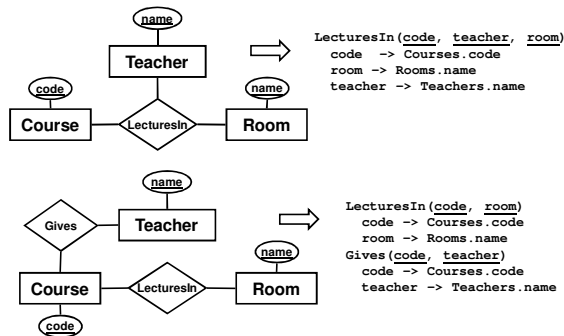 name
Teacher
code
name
Course
LecturesIn
Room
LecturesIn(code, teacher, room)
code -> Courses.code
room -> Rooms.name
teacher -> Teachers.name
name
Gives
Teacher
name
Course
LecturesIn
Room
code
LecturesIn(code, room)
code -> Courses.code
room -> Rooms.name
Gives(code, teacher)
code -> Courses.code
teacher -> Teachers.name